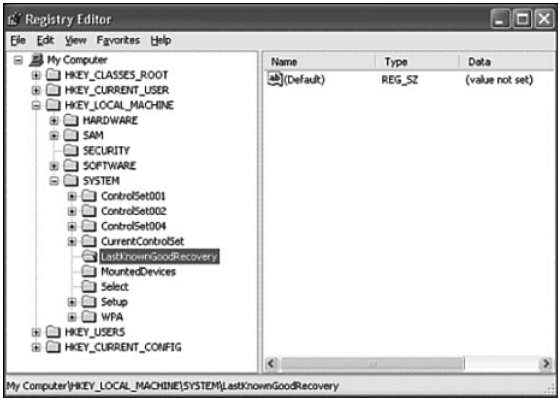 Registry Editor
File Edit View Favorites Help
My Computer
HKEY_CLASSES_ROOT
HKEY_CURRENT_USER
HKEY_LOCAL_MACHINE
HARDWARE
SAM
SECURITY
SOFTWARE
SYSTEM
ControlSet001
ControlSet002
ControlSet004
CurrentControlSet
LastKnownGoodRecovery
MountedDevices
Select
Setup
WPA
HKEY_USERS
HKEY_CURRENT_CONFIG
Name Type Data
ab (Default) REG_SZ (value not set)
My Computer\HKEY_LOCAL_MACHINE\SYSTEM\LastKnownGoodRecovery